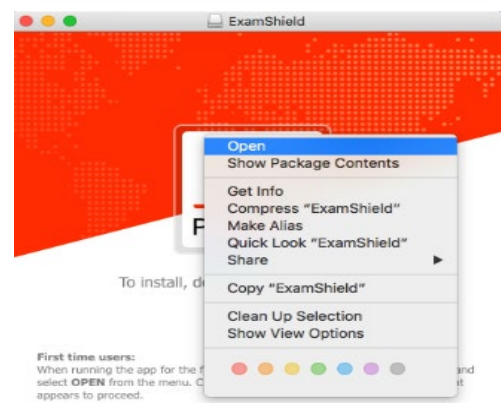 ExamShield
Open
Show Package Contents
Get Info
Compress “ExamShield”
Make Alias
Quick Look “ExamShield”
Share
Copy “ExamShield”
Clean Up Selection
Show View Options
P
To install, d
First time users:
When running the app for the f
and
select OPEN from the menu. C
t
appears to proceed.